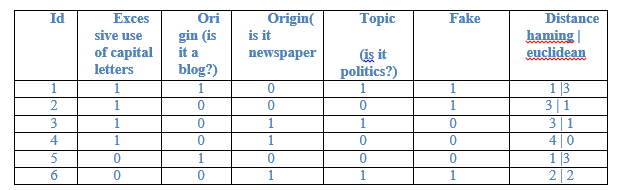 Id Exces Ori Origin( Topic Fake Distance
sive use gin (is is it haming |
of capital it a newspaper (is it euclidean
letters blog?) politics?)
1 1 1 0 1 1 1 |3
2 1 0 0 0 1 3 | 1
3 1 0 1 1 0 3 | 1
4 1 0 1 0 0 4 | 0
5 0 1 0 0 0 1 |3
6 0 0 1 1 1 2 | 2